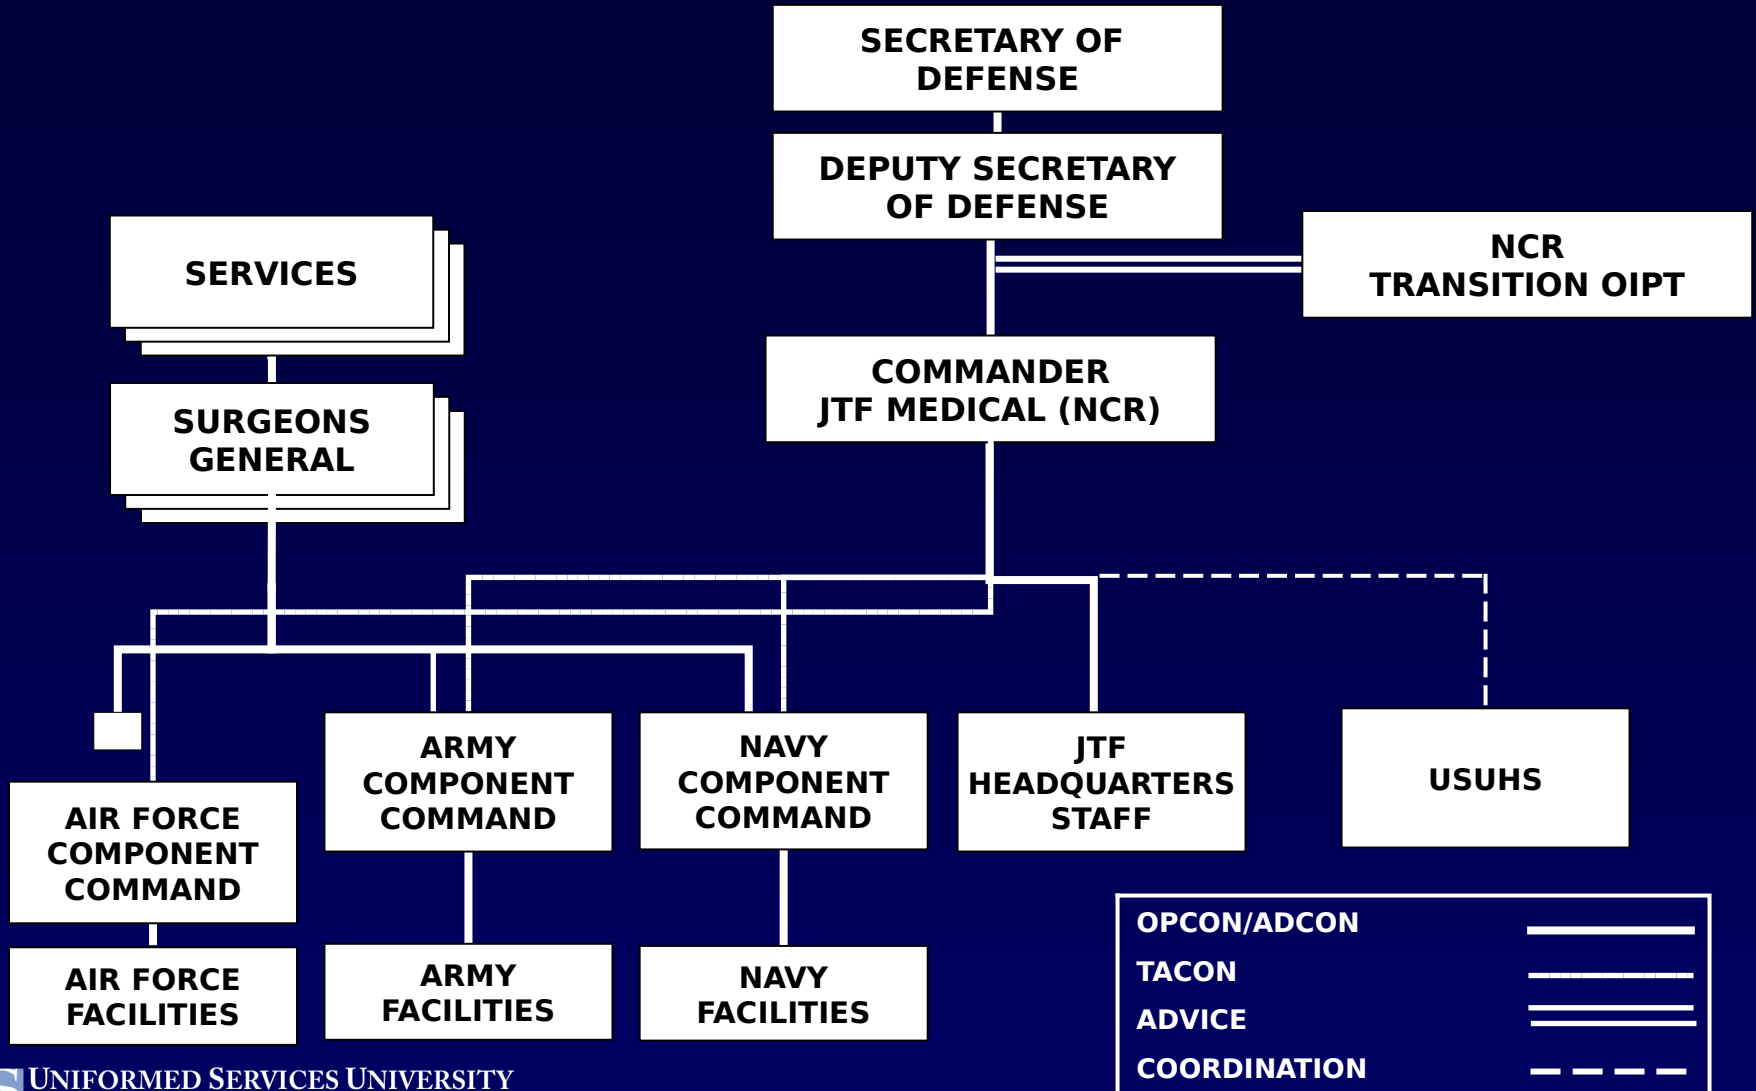 SECRETARY OF
DEFENSE
DEPUTY SECRETARY
OF DEFENSE
NCR
TRANSITION OIPT
SERVICES
COMMANDER
JTF MEDICAL (NCR)
SURGEONS
GENERAL
ARMY
COMPONENT
COMMAND
NAVY
COMPONENT
COMMAND
JTF
HEADQUARTERS
STAFF
USUHS
AIR FORCE
COMPONENT
COMMAND
AIR FORCE
FACILITIES
ARMY
FACILITIES
NAVY
FACILITIES
OPCON/ADCON
TACON
ADVICE
COORDINATION
UNIFORMED SERVICES UNIVERSITY